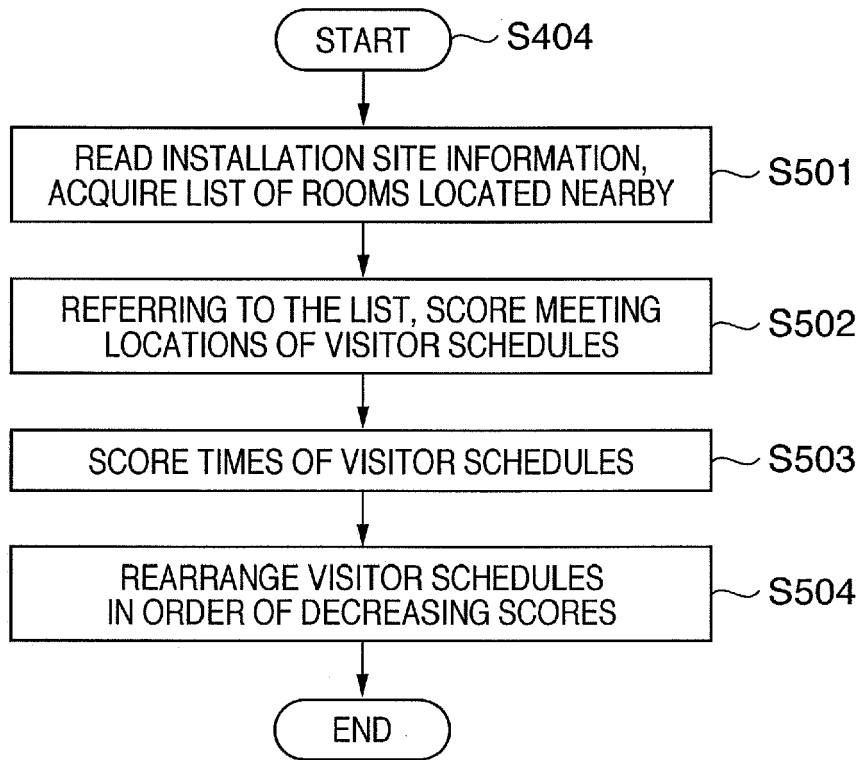 START
S404
READ INSTALLATION SITE INFORMATION,
ACQUIRE LIST OF ROOMS LOCATED NEARBY
S501
REFERRING TO THE LIST, SCORE MEETING
LOCATIONS OF VISITOR SCHEDULES
S502
SCORE TIMES OF VISITOR SCHEDULES
S503
REARRANGE VISITOR SCHEDULES
IN ORDER OF DECREASING SCORES
S504
END